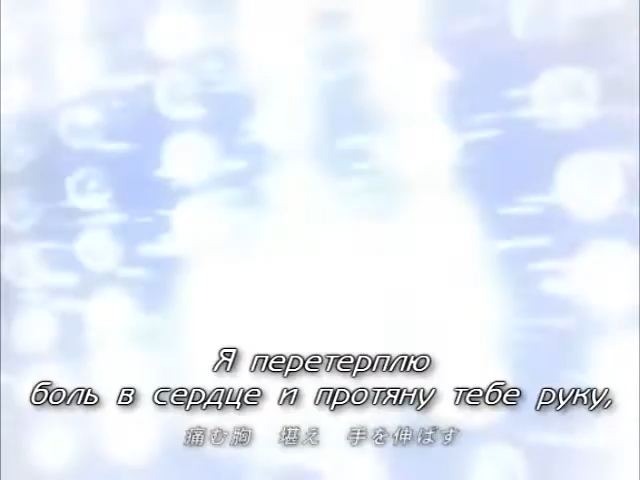 Я перетерплю
боль в сердце и протяну тебе руку,
痛む胸　堪え　手を伸ばす